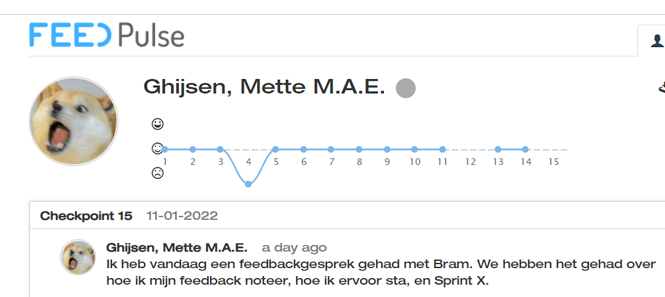 FEEDPulse
Ghijsen, Mette M.A.E.
1 2 3 4 5 6 7 8 9 10 11 12 13 14 15
Checkpoint 15 11-01-2022
Ghijsen, Mette M.A.E. a day ago
Ik heb vandaag een feedbackgesprek gehad met Bram. We hebben het gehad over
hoe ik mijn feedback noteer, hoe ik ervoor sta, en Sprint X.